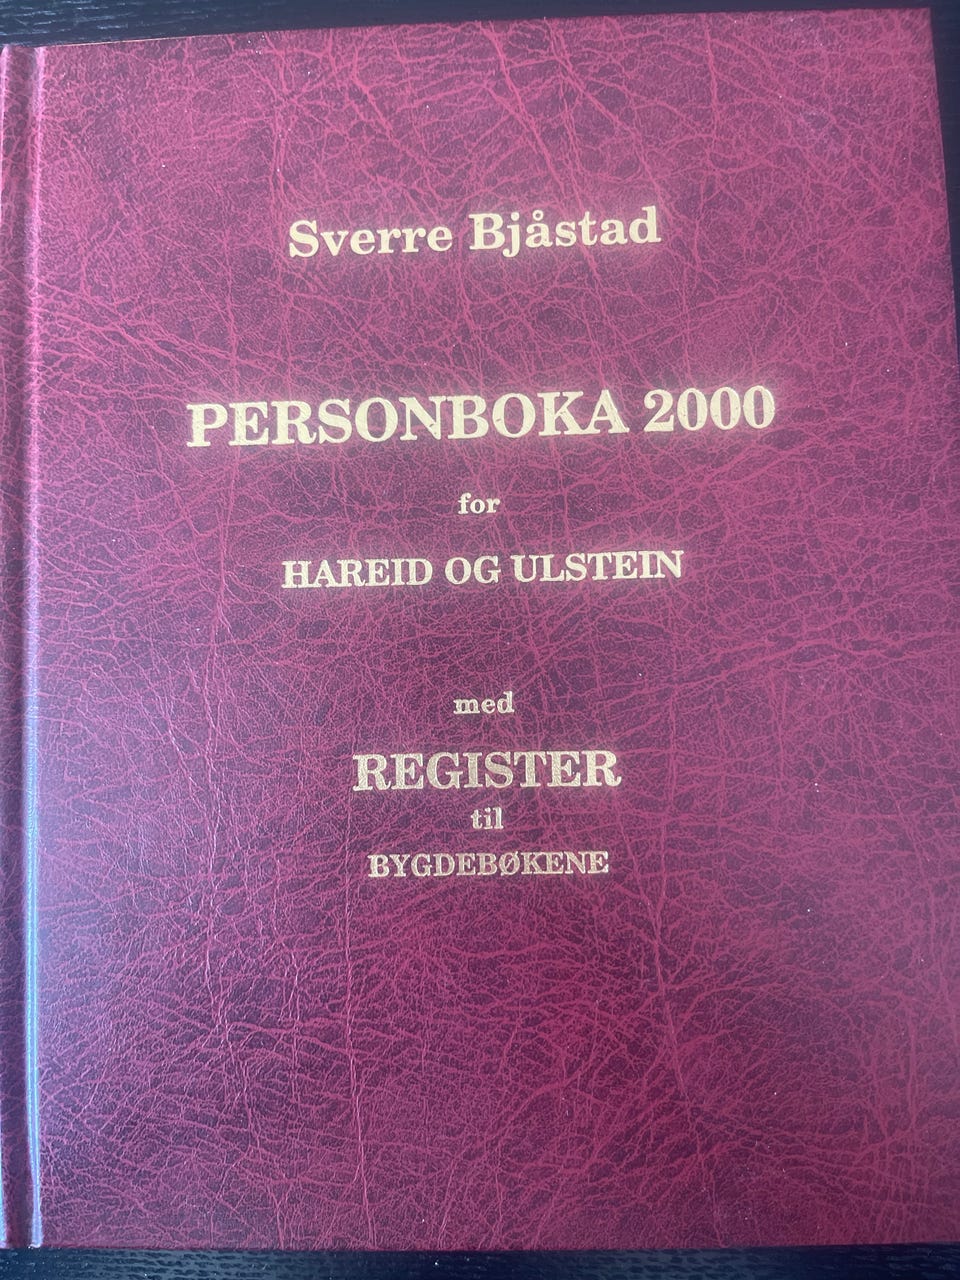 Sverre Bjåstad
PERSONBOKA 2000
for
HAREID OG ULSTEIN
med
REGISTER
til
BYGDEBØKENE